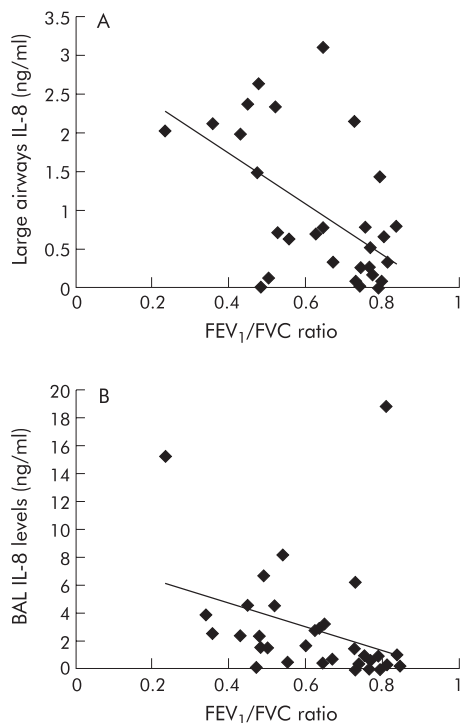 A
Large airways IL-8 (ng/ml)
3.5
3
2.5
2
1.5
1
0.5
0
0 0.2 0.4 0.6 0.8 1
FEV₁/FVC ratio
B
BAL IL-8 levels (ng/ml)
20
18
16
14
12
10
8
6
4
2
0
0 0.2 0.4 0.6 0.8 1
FEV₁/FVC ratio